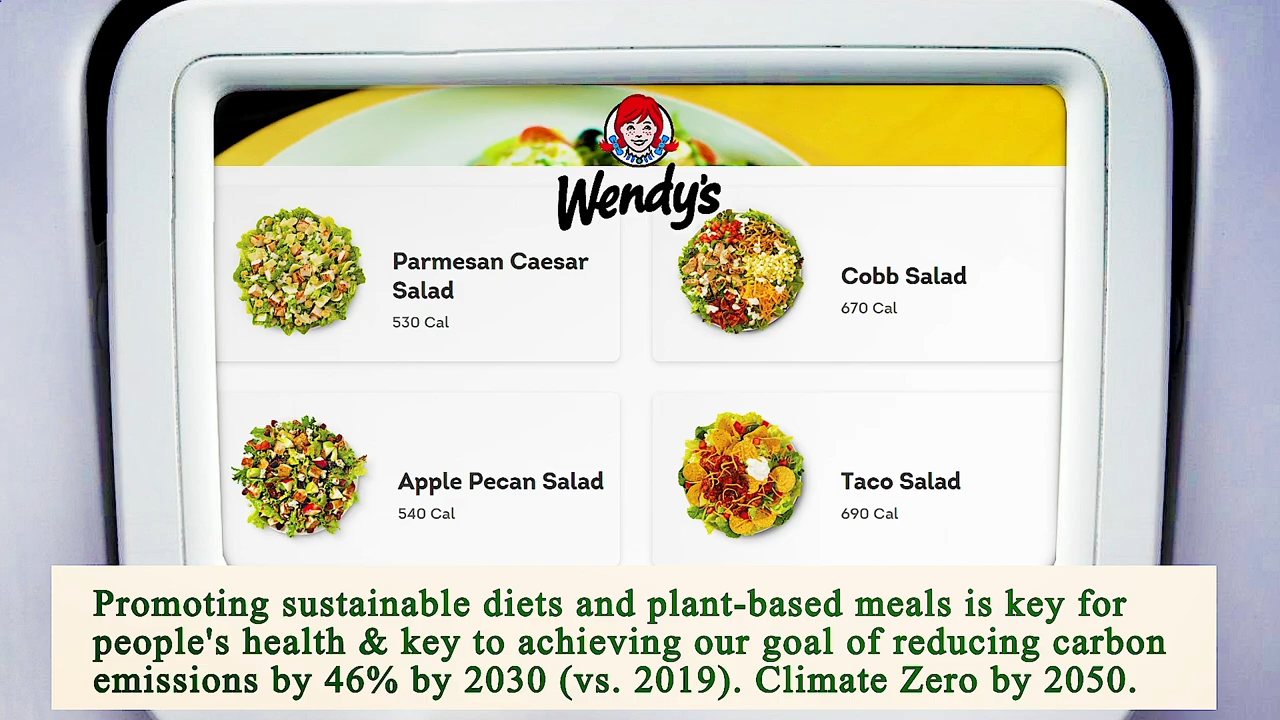 Wendy's
Parmesan Caesar
Salad
530 Cal
Cobb Salad
670 Cal
Apple Pecan Salad
540 Cal
Taco Salad
690 Cal
Promoting sustainable diets and plant-based meals is key for
people's health & key to achieving our goal of reducing carbon
emissions by 46% by 2030 (vs. 2019). Climate Zero by 2050.